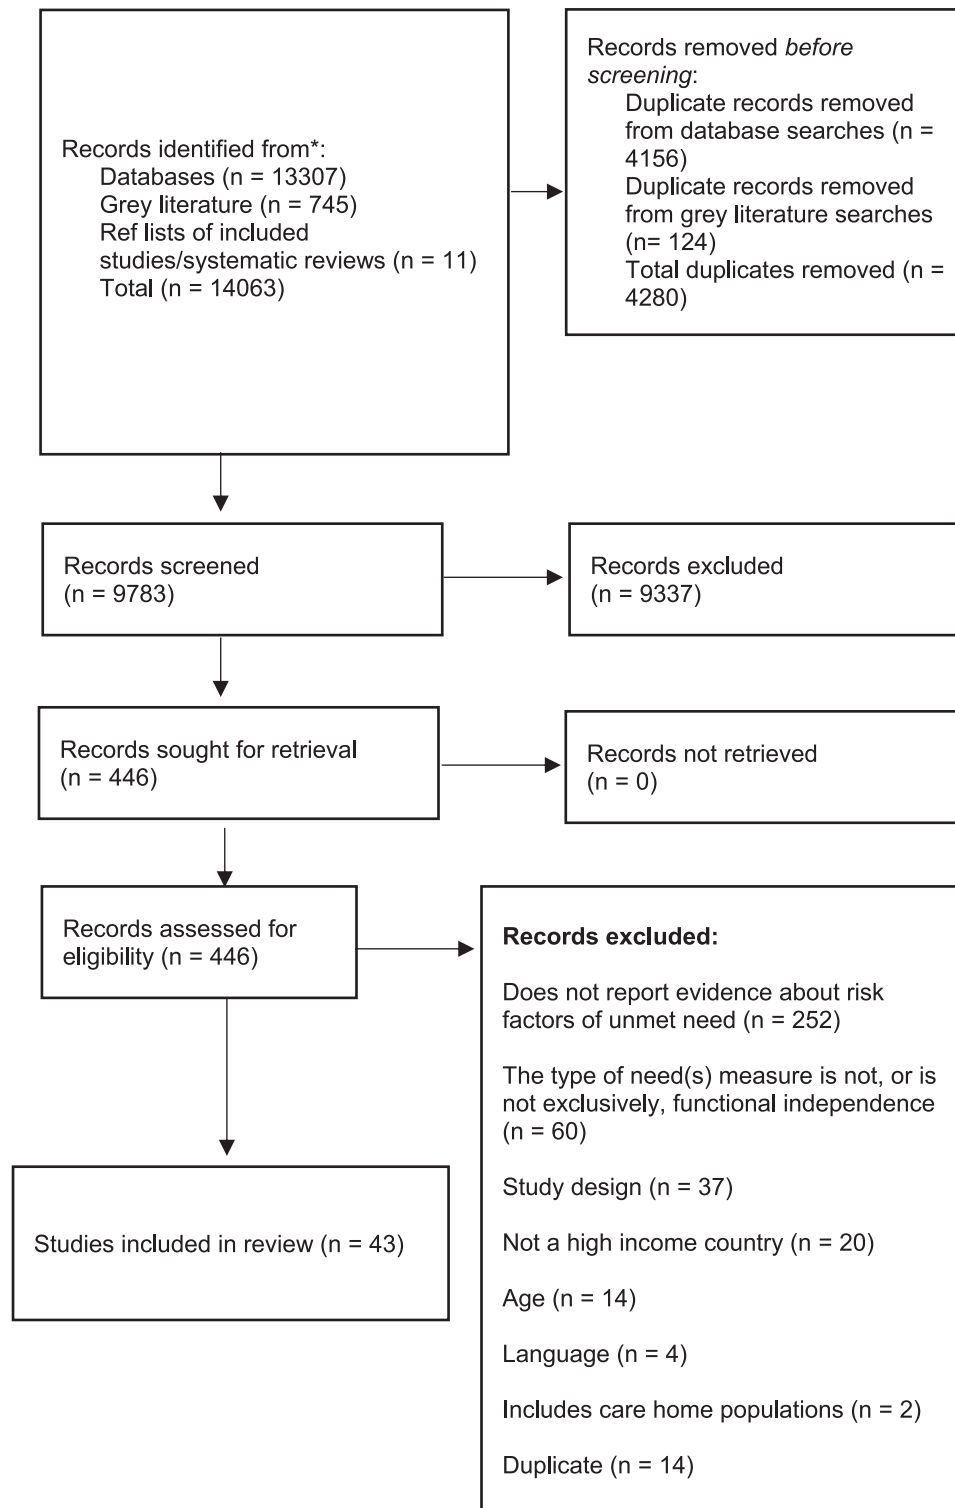 Records identified from*:
Databases (n = 13307)
Grey literature (n = 745)
Ref lists of included
studies/systematic reviews (n = 11)
Total (n = 14063)
Records removed before
screening:
Duplicate records removed
from database searches (n =
4156)
Duplicate records removed
from grey literature searches
(n= 124)
Total duplicates removed (n =
4280)
Records screened
(n = 9783)
Records excluded
(n = 9337)
Records sought for retrieval
(n = 446)
Records not retrieved
(n = 0)
Records assessed for
eligibility (n = 446)
Records excluded:
Does not report evidence about risk
factors of unmet need (n = 252)
The type of need(s) measure is not, or is
not exclusively, functional independence
(n = 60)
Study design (n = 37)
Not a high income country (n = 20)
Age (n = 14)
Language (n = 4)
Includes care home populations (n = 2)
Duplicate (n = 14)
Studies included in review (n = 43)